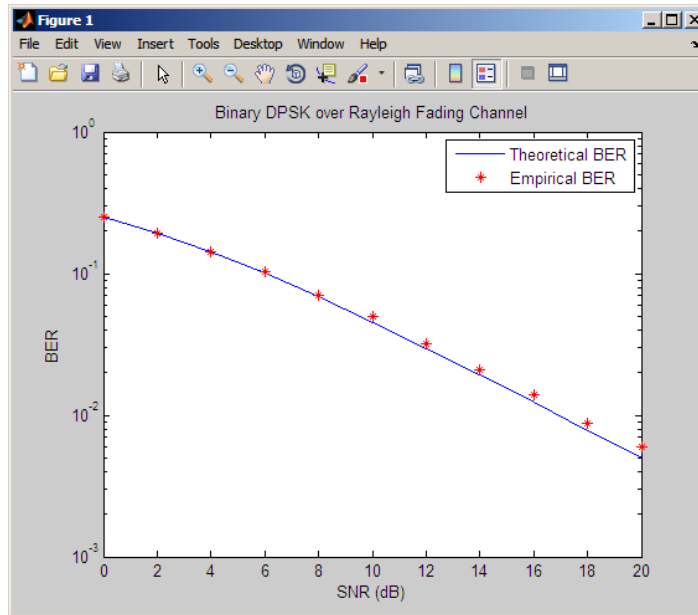 Figure 1
File Edit View Insert Tools Desktop Window Help
Binary DPSK over Rayleigh Fading Channel
Theoretical BER
Empirical BER
10^0
10^-1
10^-2
10^-3
BER
0 2 4 6 8 10 12 14 16 18 20
SNR (dB)